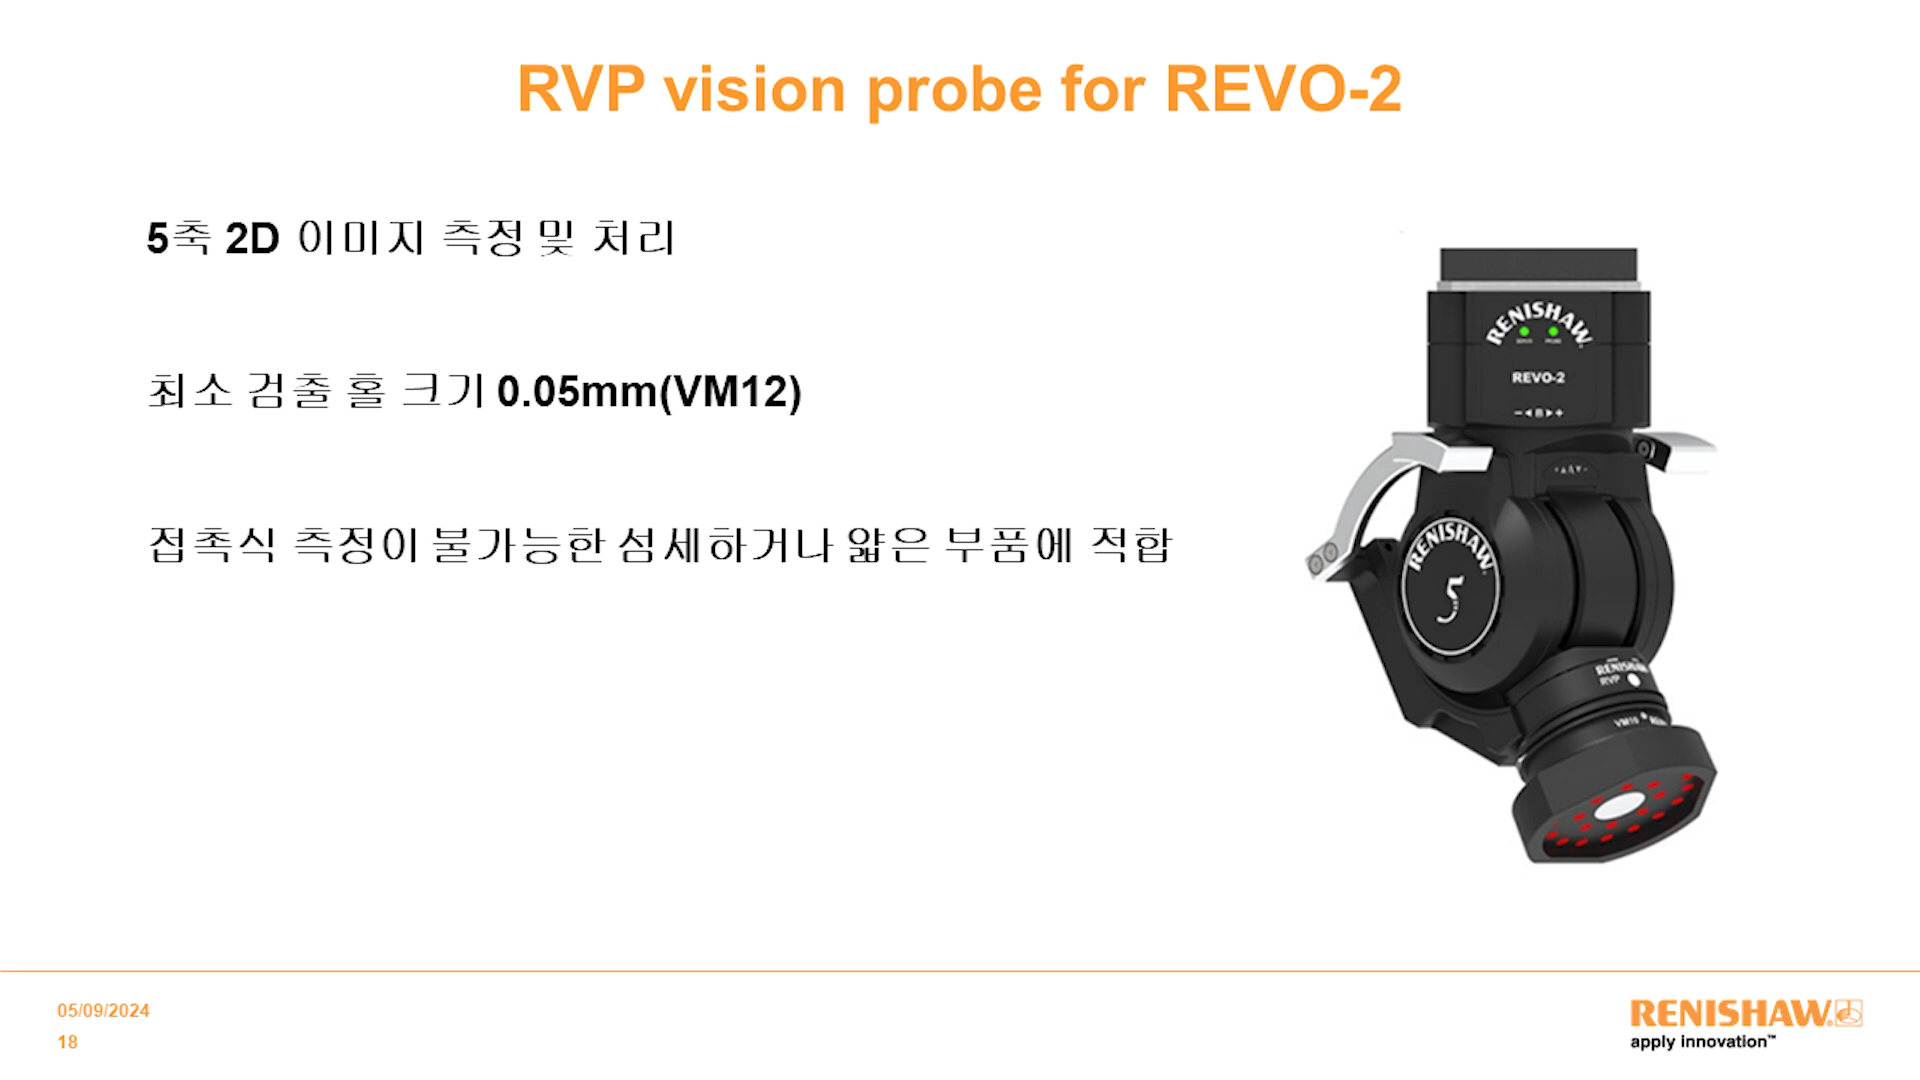 RVP vision probe for REVO-2
5축 2D 이미지 측정 및 처리
최소 검출 홀 크기 0.05mm(VM12)
접촉식 측정이 불가능한 섬세하거나 얇은 부품에 적합
RENISHAW
REVO-2
RENISHAW
5
RENISHAW
RVP
VM10
05/09/2024
18
RENISHAW
apply innovation™